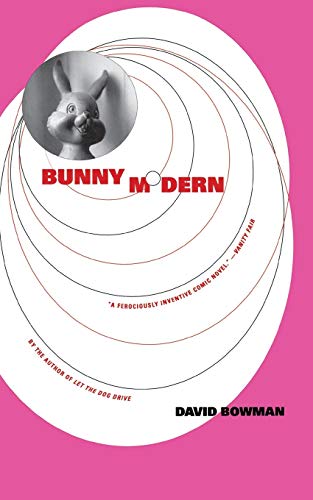 BUNNY MODERN
"A FEROCIOUSLY INVENTIVE COMIC NOVEL." —VANITY FAIR
BY THE AUTHOR OF LET THE DOG DRIVE
DAVID BOWMAN